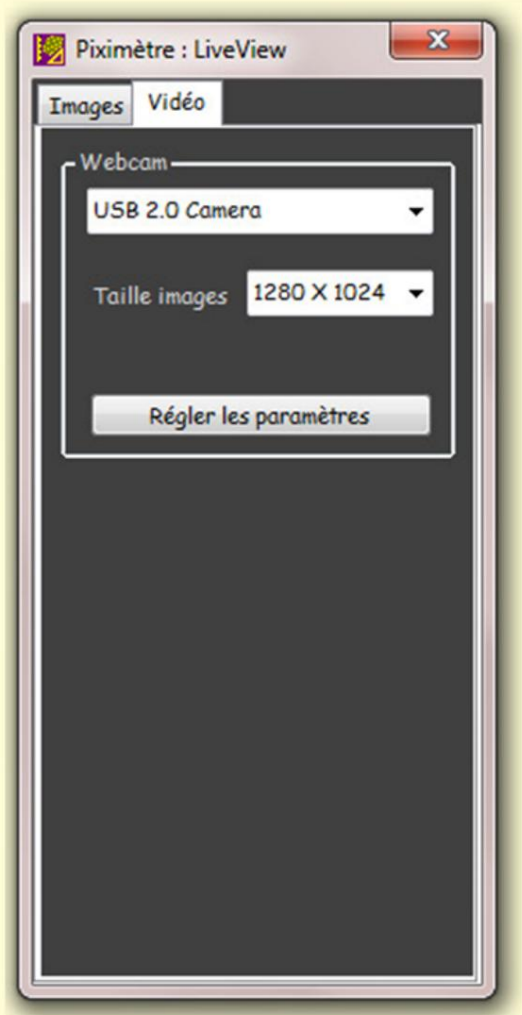 Piximètre : LiveView
Images Vidéo
Webcam
USB 2.0 Camera
Taille images 1280 X 1024
Régler les paramètres